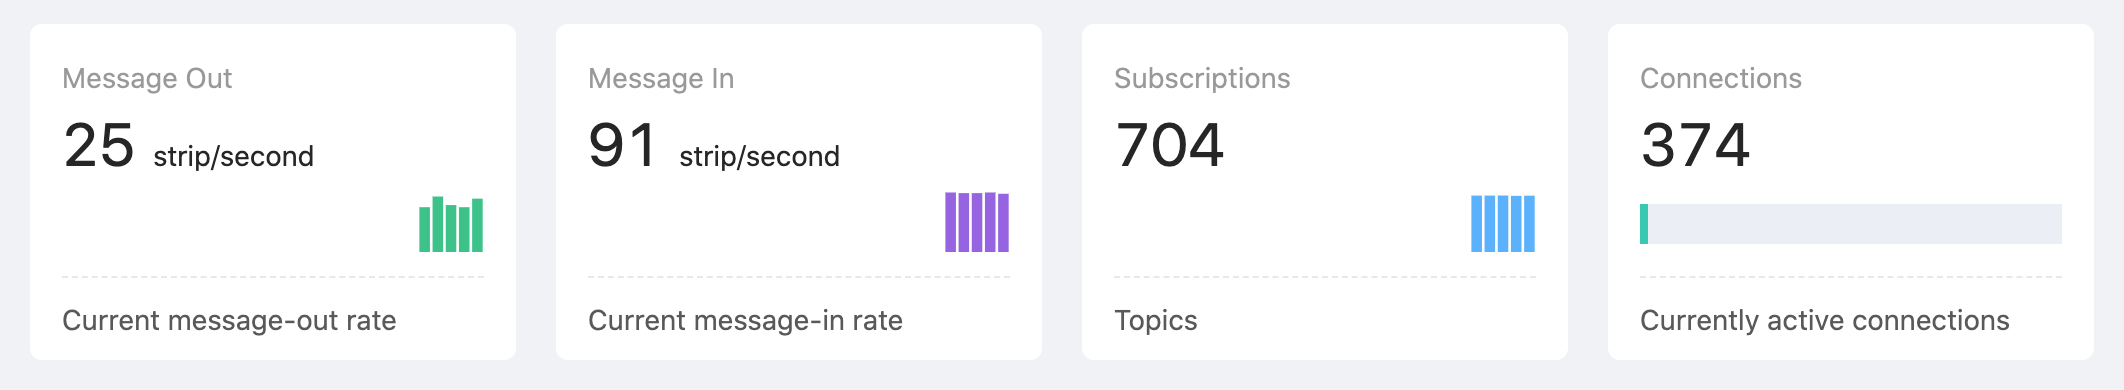 Message Out
25 strip/second
Current message-out rate
Message In
91 strip/second
Current message-in rate
Subscriptions
704
Topics
Connections
374
Currently active connections